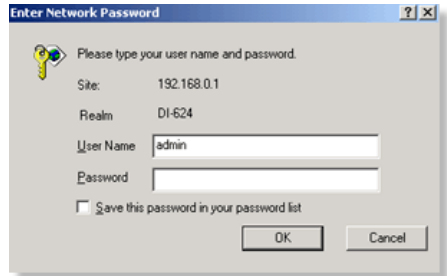 Enter Network Password
Please type your user name and password.
Site: 192.168.0.1
Realm DI-624
User Name admin
Password
Save this password in your password list
OK Cancel